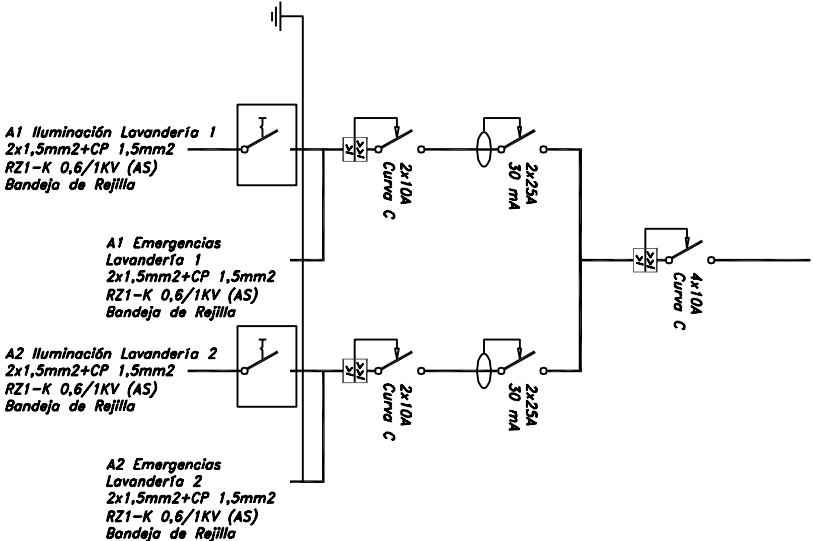 A1 Iluminación Lavandería 1
2x1,5mm2+CP 1,5mm2
RZ1-K 0,6/1KV (AS)
Bandeja de Rejilla
2x10A
Curva C
2x25A
30 mA
A1 Emergencias
Lavandería 1
2x1,5mm2+CP 1,5mm2
RZ1-K 0,6/1KV (AS)
Bandeja de Rejilla
4x10A
Curva C
A2 Iluminación Lavandería 2
2x1,5mm2+CP 1,5mm2
RZ1-K 0,6/1KV (AS)
Bandeja de Rejilla
2x10A
Curva C
2x25A
30 mA
A2 Emergencias
Lavandería 2
2x1,5mm2+CP 1,5mm2
RZ1-K 0,6/1KV (AS)
Bandeja de Rejilla